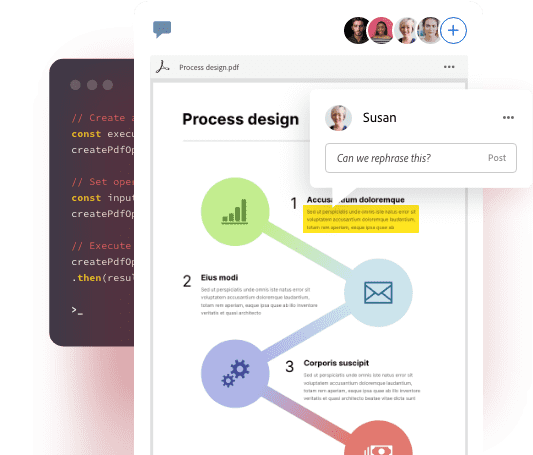 Process design.pdf
Process design
Susan
Can we rephrase this?
Post
// Create a
const execu
createPdfOp
// Set oper
const input
createPdfOp
// Execute
createPdfOp
.then(resul
>_
1
Accusantium doloremque
Sed ut perspiciatis unde omnis iste natus error sit
voluptatem accusantium doloremque laudantium,
totam rem aperiam, eaque ipsa quae ab
2
Eius modi
Sed ut perspiciatis unde omnis iste natus error sit
voluptatem accusantium doloremque laudantium,
totam rem aperiam, eaque ipsa quae ab illo inventore
veritatis et quasi architecto
3
Corporis suscipit
Sed ut perspiciatis unde omnis iste natus error sit
voluptatem accusantium doloremque laudantium,
totam rem aperiam, eaque ipsa quae ab illo inventore
veritatis et quasi architecto beatae vitae dicta sunt